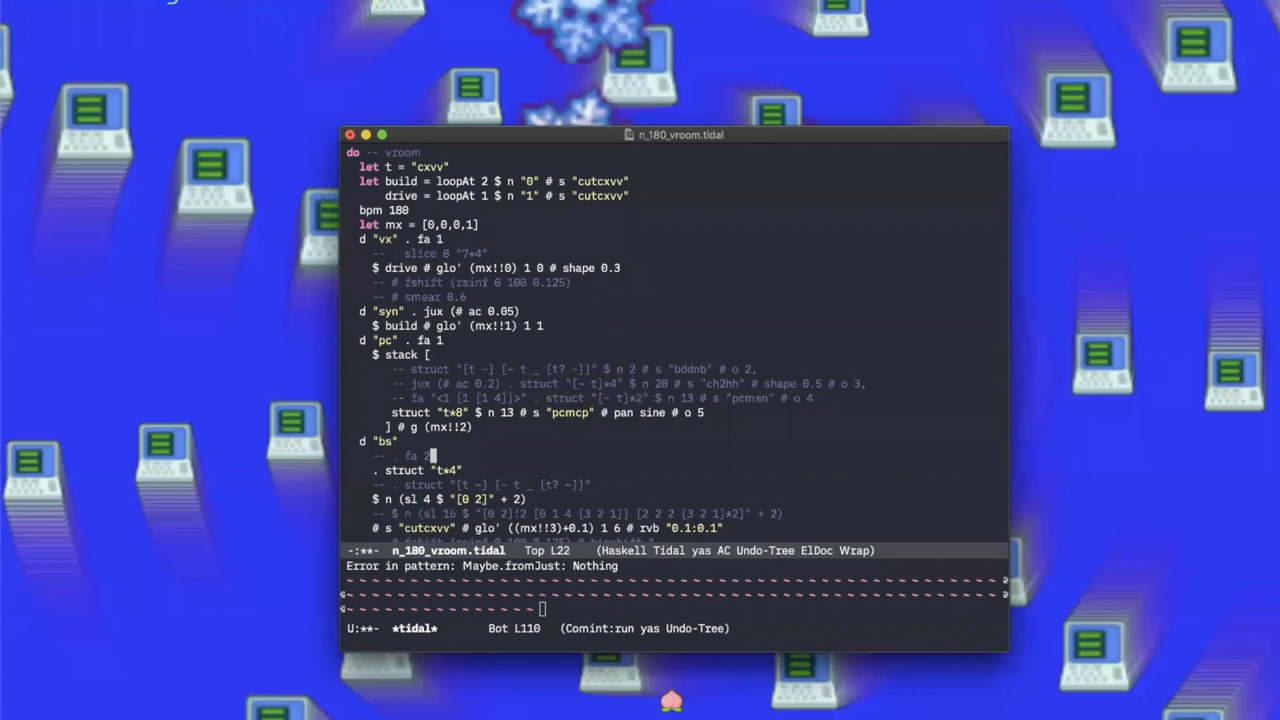 n_180_vroom.tidal
do -- vroom
let t = "cxvv"
let build = loopAt 2 $ n "0" # s "cutcxvv"
drive = loopAt 1 $ n "1" # s "cutcxvv"
bpm 180
let mx = [0,0,0,1]
d "vx" . fa 1
-- . slice 8 "7*4"
$ drive # glo' (mx!!0) 1 0 # shape 0.3
-- # fshift (rsinf 0 100 0.125)
-- # smear 0.6
d "syn" . jux (# ac 0.05)
$ build # glo' (mx!!1) 1 1
d "pc" . fa 1
$ stack [
-- struct "[t ~] [~ t _ [t? ~]]" $ n 2 # s "bddnb" # o 2,
-- jux (# ac 0.2) . struct "[~ t]*4" $ n 20 # s "ch2hh" # shape 0.5 # o 3,
-- fa "<1 [1 [1 4]]>" . struct "[~ t]*2" $ n 13 # s "pcmsn" # o 4
struct "t*8" $ n 13 # s "pcmcp" # pan sine # o 5
] # g (mx!!2)
d "bs"
-- . fa 2
. struct "t*4"
-- . struct "[t ~] [~ t _ [t? ~]]"
$ n (sl 4 $ "[0 2]" + 2)
-- $ n (sl 16 $ "[0 2]!2 [0 1 4 [3 2 1]] [2 2 2 [3 2 1]*2]" + 2)
# s "cutcxvv" # glo' ((mx!!3)+0.1) 1 6 # rvb "0.1:0.1"
-:**- n_180_vroom.tidal Top L22 (Haskell Tidal yas AC Undo-Tree ElDoc Wrap)
Error in pattern: Maybe.fromJust: Nothing
~ ~ ~ ~ ~ ~ ~ ~ ~ ~ ~ ~ ~ ~ ~ ~ ~ ~ ~ ~ ~ ~ ~ ~ ~ ~ ~ ~ ~ ~ ~ ~ ~ ~ ~ ~ ~ ~ ~ ~ ~ ~ ~
~ ~ ~ ~ ~ ~ ~ ~ ~ ~ ~ ~ ~ ~ ~ ~ ~ ~ ~ ~ ~ ~ ~ ~ ~ ~ ~ ~ ~ ~ ~ ~ ~ ~ ~ ~ ~ ~ ~ ~ ~ ~ ~
~ ~ ~ ~ ~ ~ ~ ~ ~ ~ ~ ~ ~
U:**- *tidal* Bot L110 (Comint:run yas Undo-Tree)